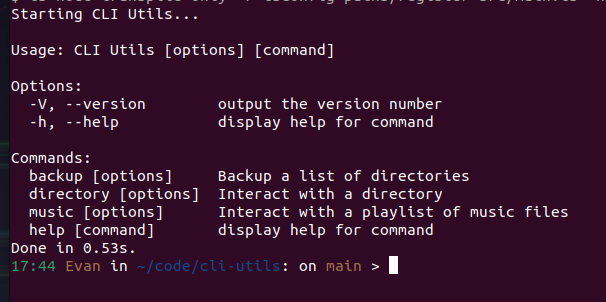 Starting CLI Utils...
Usage: CLI Utils [options] [command]
Options:
-V, --version output the version number
-h, --help display help for command
Commands:
backup [options] Backup a list of directories
directory [options] Interact with a directory
music [options] Interact with a playlist of music files
help [command] display help for command
Done in 0.53s.
17:44 Evan in ~/code/cli-utils: on main >